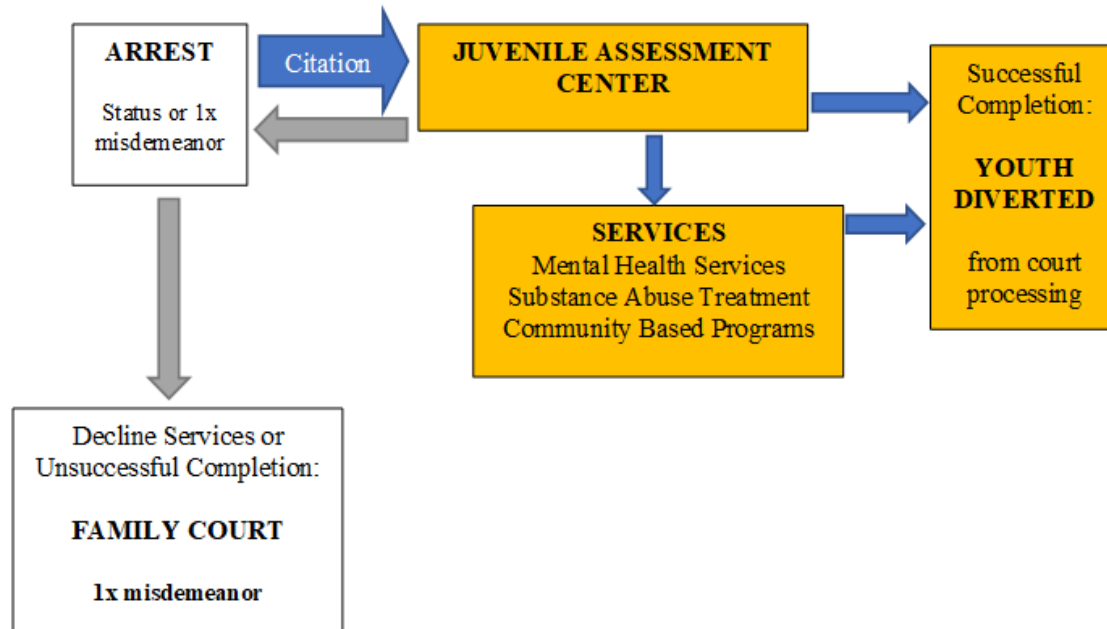 ARREST
Status or 1x
misdemeanor
Citation
JUVENILE ASSESSMENT
CENTER
Successful
Completion:
YOUTH
DIVERTED
from court
processing
SERVICES
Mental Health Services
Substance Abuse Treatment
Community Based Programs
Decline Services or
Unsuccessful Completion:
FAMILY COURT
1x misdemeanor